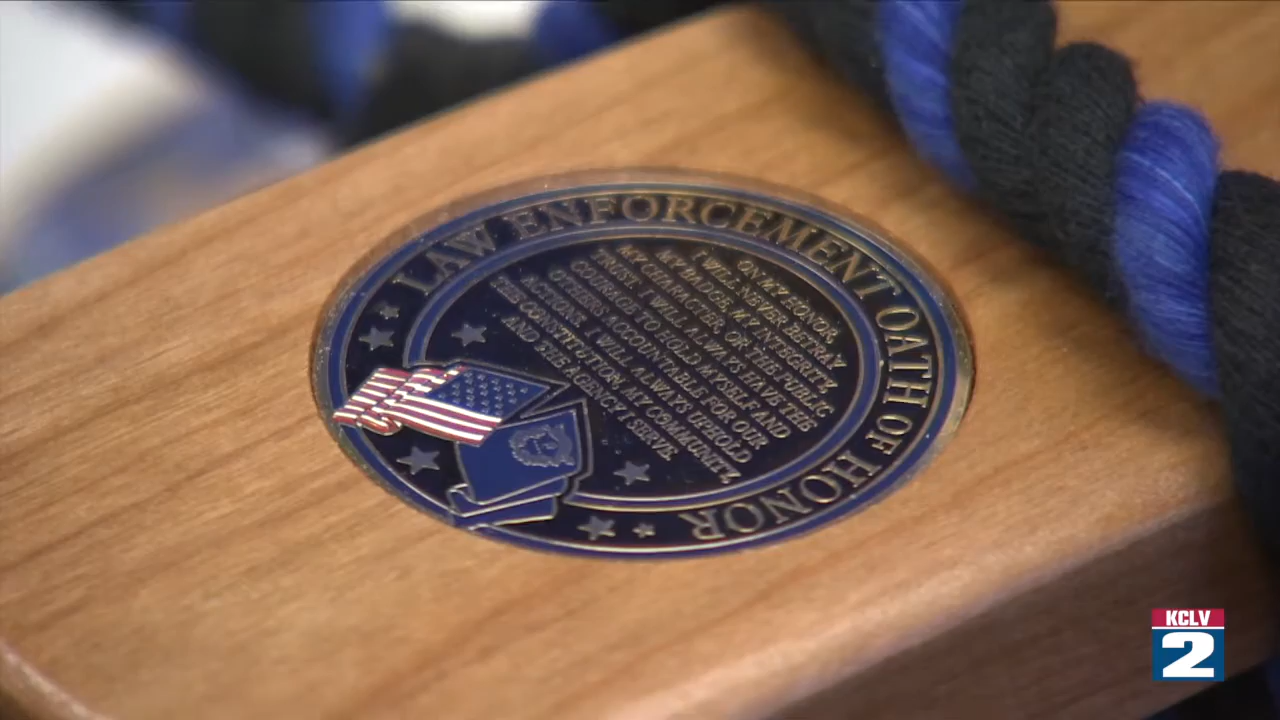 LAW ENFORCEMENT OATH OF HONOR
ON MY HONOR,
I WILL NEVER BETRAY
MY BADGE, MY INTEGRITY,
MY CHARACTER, OR THE PUBLIC
TRUST. I WILL ALWAYS HAVE THE
COURAGE TO HOLD MYSELF AND
OTHERS ACCOUNTABLE FOR OUR
ACTIONS. I WILL ALWAYS UPHOLD
THE CONSTITUTION, MY COMMUNITY,
AND THE AGENCY I SERVE.
KCLV
2